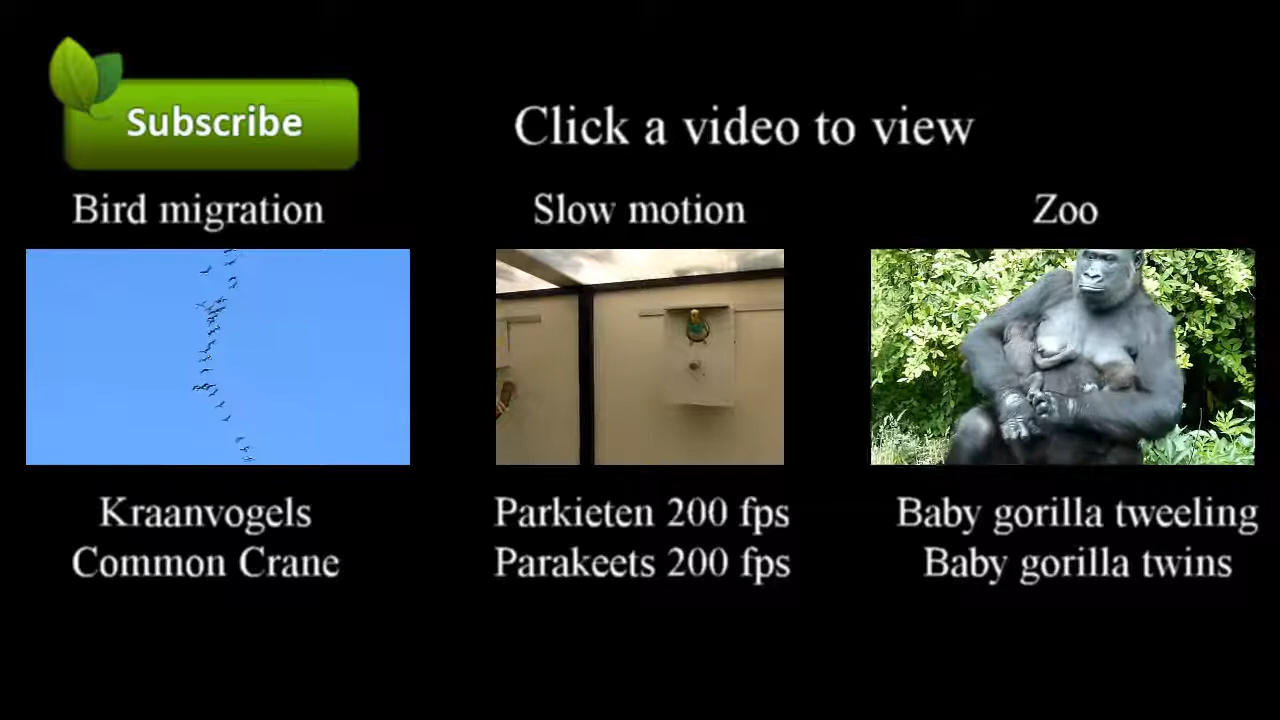 Subscribe
Click a video to view
Bird migration
Slow motion
Zoo
Kraanvogels
Common Crane
Parkieten 200 fps
Parakeets 200 fps
Baby gorilla tweeling
Baby gorilla twins